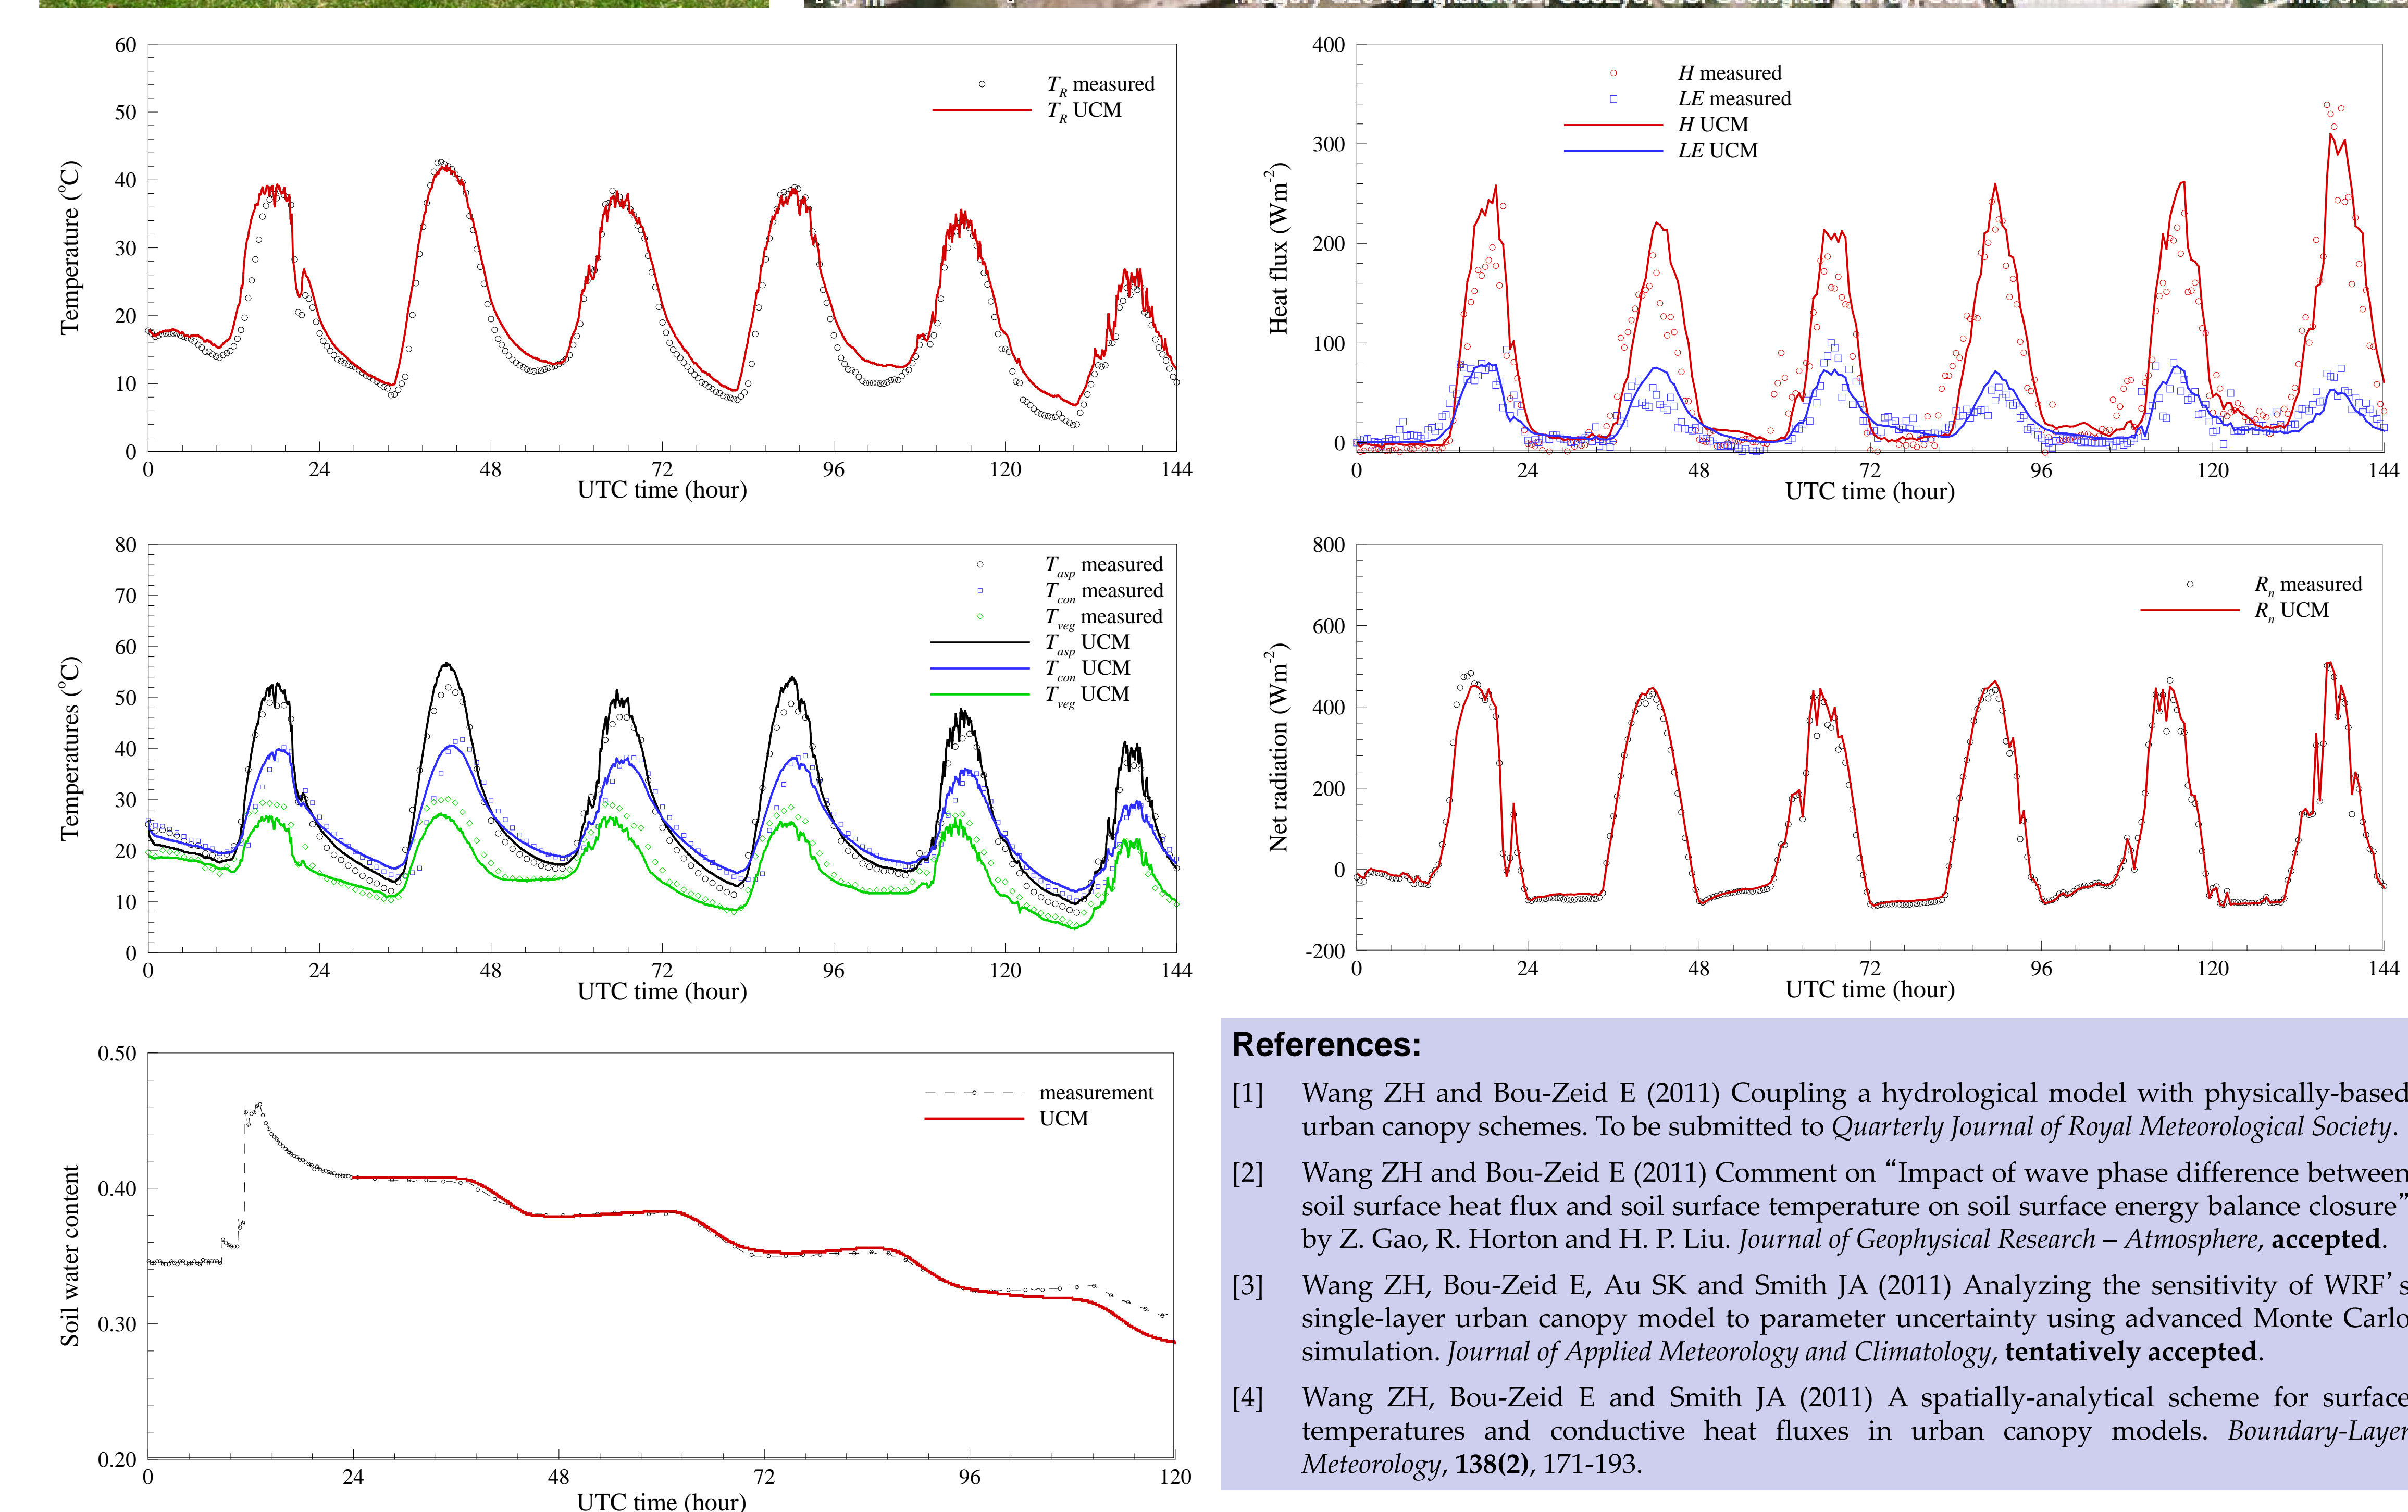 60
50
40
30
20
10
0
Temperature (°C)
T_R measured
T_R UCM
0 24 48 72 96 120 144
UTC time (hour)
400
300
200
100
0
Heat flux (Wm⁻²)
H measured
LE measured
H UCM
LE UCM
0 24 48 72 96 120 144
UTC time (hour)
80
70
60
50
40
30
20
10
0
Temperatures (°C)
T_asp measured
T_con measured
T_veg measured
T_asp UCM
T_con UCM
T_veg UCM
0 24 48 72 96 120 144
UTC time (hour)
800
600
400
200
0
-200
Net radiation (Wm⁻²)
R_n measured
R_n UCM
0 24 48 72 96 120 144
UTC time (hour)
0.50
0.40
0.30
0.20
Soil water content
measurement
UCM
0 24 48 72 96 120
UTC time (hour)
References:
[1] Wang ZH and Bou-Zeid E (2011) Coupling a hydrological model with physically-based
urban canopy schemes. To be submitted to Quarterly Journal of Royal Meteorological Society.
[2] Wang ZH and Bou-Zeid E (2011) Comment on “Impact of wave phase difference between
soil surface heat flux and soil surface temperature on soil surface energy balance closure”
by Z. Gao, R. Horton and H. P. Liu. Journal of Geophysical Research – Atmosphere, accepted.
[3] Wang ZH, Bou-Zeid E, Au SK and Smith JA (2011) Analyzing the sensitivity of WRF’s
single-layer urban canopy model to parameter uncertainty using advanced Monte Carlo
simulation. Journal of Applied Meteorology and Climatology, tentatively accepted.
[4] Wang ZH, Bou-Zeid E and Smith JA (2011) A spatially-analytical scheme for surface
temperatures and conductive heat fluxes in urban canopy models. Boundary-Layer
Meteorology, 138(2), 171-193.